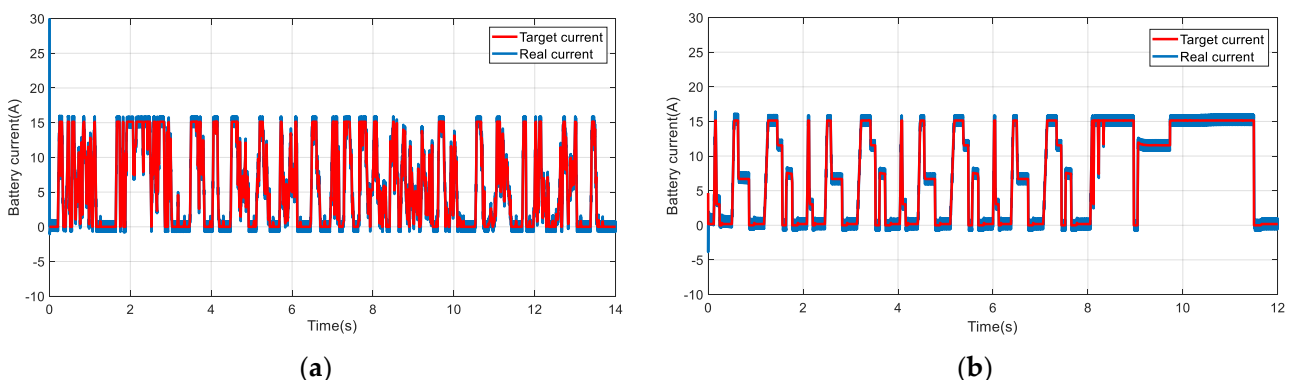 30
25
20
15
10
5
0
-5
-10
Battery current(A)
Target current
Real current
0 2 4 6 8 10 12 14
Time(s)
(a)
30
25
20
15
10
5
0
-5
-10
Battery current(A)
Target current
Real current
0 2 4 6 8 10 12
Time(s)
(b)